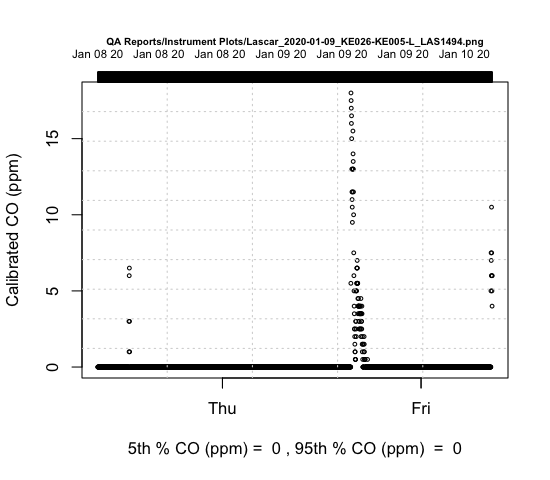 QA Reports/Instrument Plots/Lascar_2020-01-09_KE026-KE005-L_LAS1494.png
Jan 08 20 Jan 08 20 Jan 08 20 Jan 09 20 Jan 09 20 Jan 09 20 Jan 10 20
Calibrated CO (ppm)
15
10
5
0
Thu Fri
5th % CO (ppm) = 0 , 95th % CO (ppm) = 0